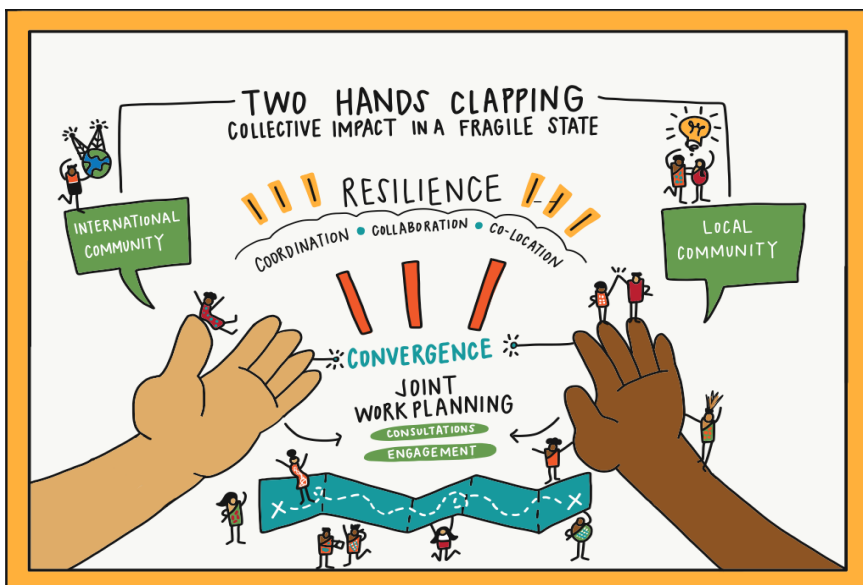 TWO HANDS CLAPPING
COLLECTIVE IMPACT IN A FRAGILE STATE
INTERNATIONAL
COMMUNITY
LOCAL
COMMUNITY
RESILIENCE
COORDINATION • COLLABORATION • CO-LOCATION
CONVERGENCE
JOINT
WORK PLANNING
CONSULTATIONS
ENGAGEMENT